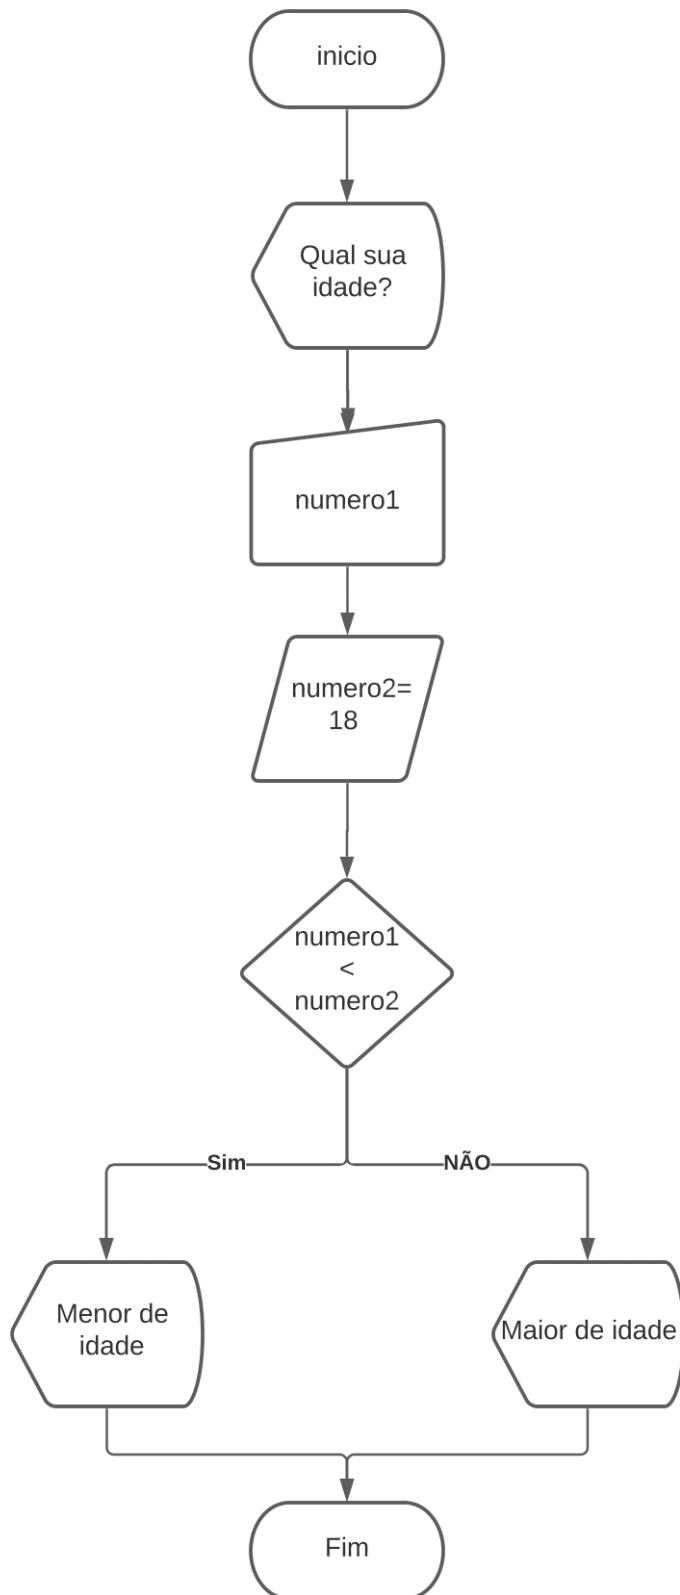 inicio
Qual sua
idade?
numero1
numero2=
18
numero1
<
numero2
Sim
NÃO
Menor de
idade
Maior de idade
Fim